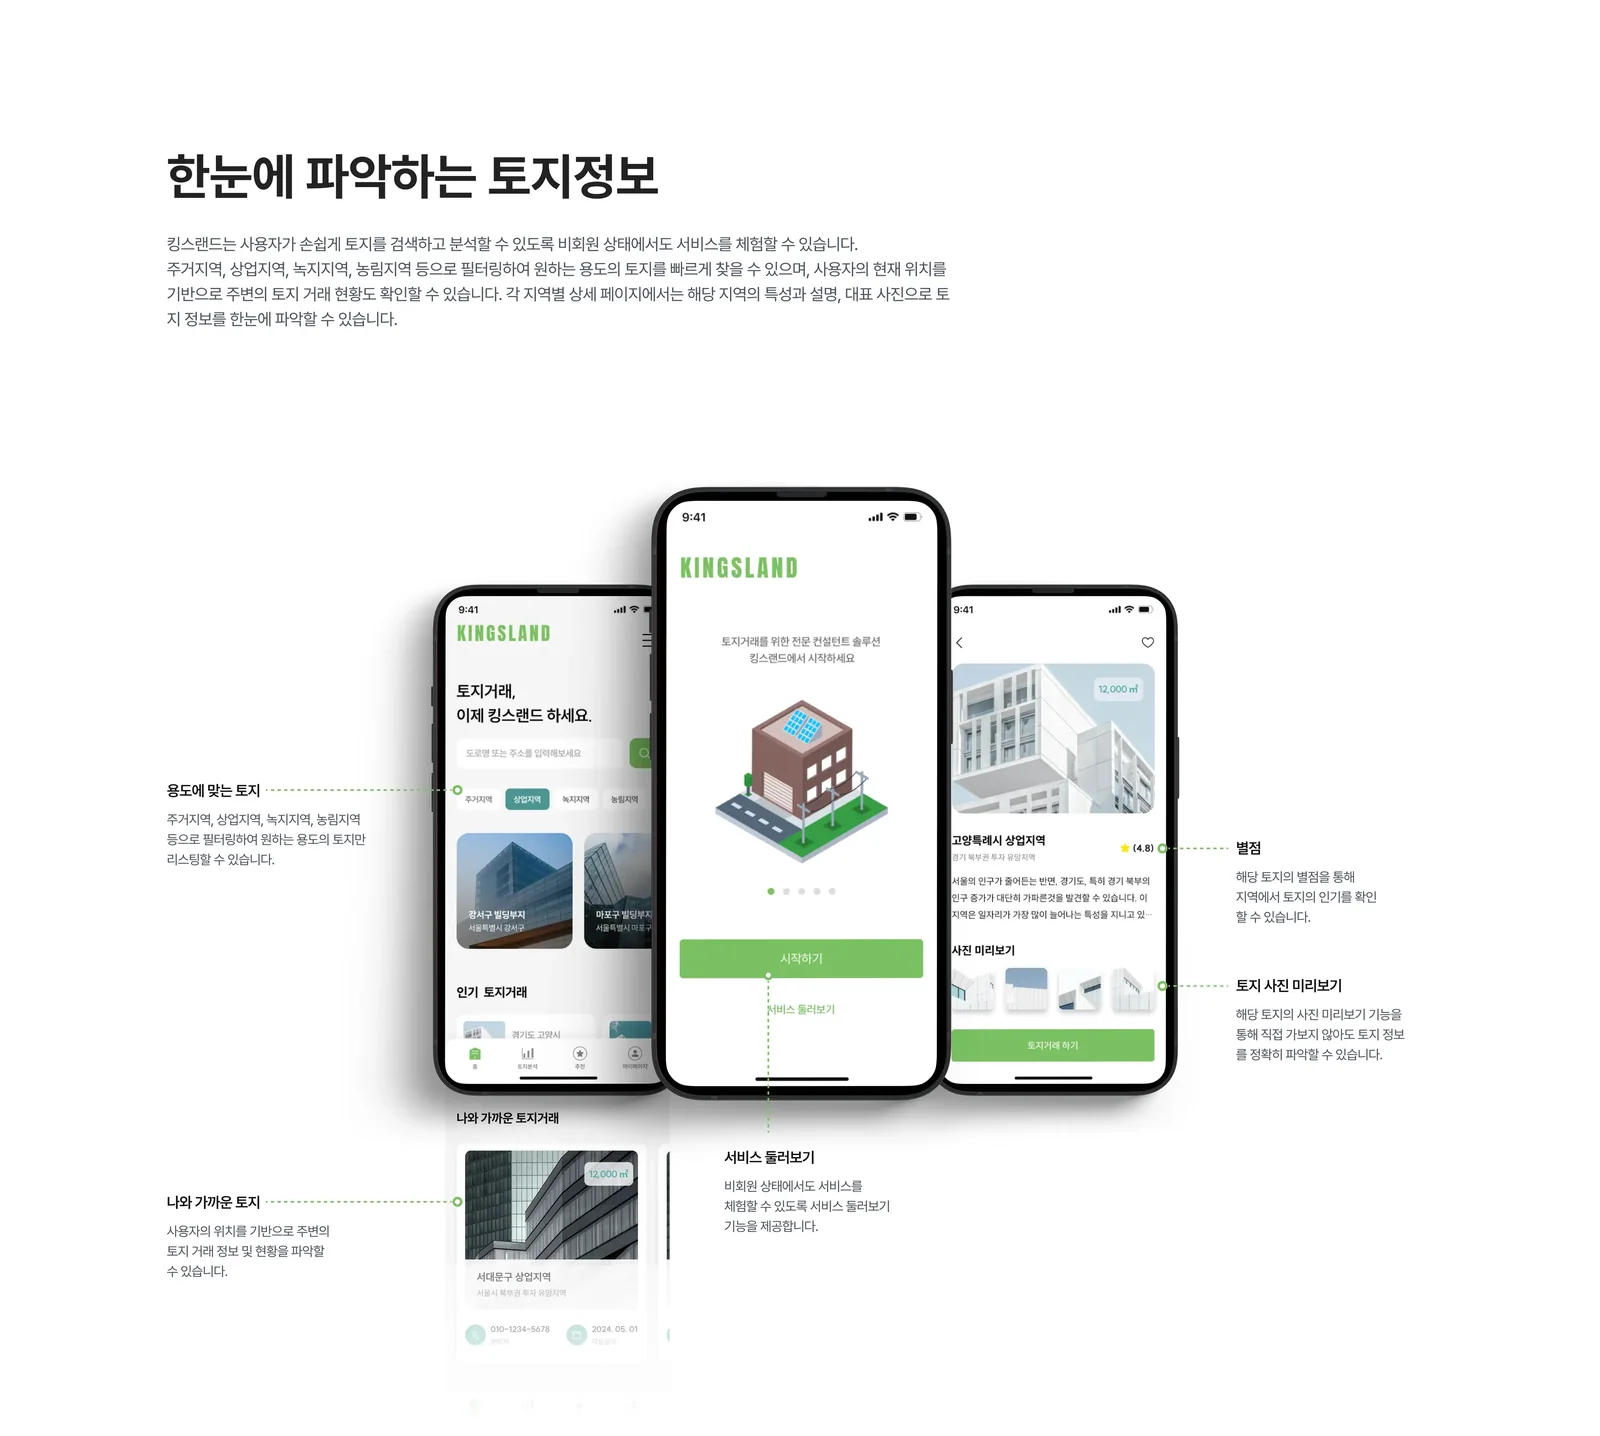 한눈에 파악하는 토지정보
킹스랜드는 사용자가 손쉽게 토지를 검색하고 분석할 수 있도록 비회원 상태에서도 서비스를 체험할 수 있습니다.
주거지역, 상업지역, 녹지지역, 농림지역 등으로 필터링하여 원하는 용도의 토지를 빠르게 찾을 수 있으며, 사용자의 현재 위치를
기반으로 주변의 토지 거래 현황도 확인할 수 있습니다. 각 지역별 상세 페이지에서는 해당 지역의 특성과 설명, 대표 사진으로 토
지 정보를 한눈에 파악할 수 있습니다.
용도에 맞는 토지
주거지역, 상업지역, 녹지지역, 농림지역
등으로 필터링하여 원하는 용도의 토지만
리스팅할 수 있습니다.
나와 가까운 토지
사용자의 위치를 기반으로 주변의
토지 거래 정보 및 현황을 파악할
수 있습니다.
9:41
KINGSLAND
토지거래,
이제 킹스랜드 하세요.
도로명 또는 주소를 입력해보세요
주거지역 상업지역 녹지지역 농림지역
강서구 빌딩부지
서울특별시 강서구
마포구 빌딩부지
서울특별시 마포구
인기 토지거래
경기도 고양시
홈 토지분석 추천 마이페이지
나와 가까운 토지거래
12,000 ㎡
서대문구 상업지역
서울시 북부권 투자 유망지역
010-1234-5678
2024. 05. 01
9:41
KINGSLAND
토지거래를 위한 전문 컨설턴트 솔루션
킹스랜드에서 시작하세요
시작하기
서비스 둘러보기
서비스 둘러보기
비회원 상태에서도 서비스를
체험할 수 있도록 서비스 둘러보기
기능을 제공합니다.
9:41
12,000 ㎡
고양특례시 상업지역
(4.8)
경기 북부권 투자 유망지역
서울의 인구가 줄어든는 반면, 경기도, 특히 경기 북부의
인구 증가가 대단히 가파른것을 발견할 수 있습니다. 이
지역은 일자리가 가장 많이 늘어나는 특성을 지니고 있...
사진 미리보기
토지거래 하기
별점
해당 토지의 별점을 통해
지역에서 토지의 인기를 확인
할 수 있습니다.
토지 사진 미리보기
해당 토지의 사진 미리보기 기능을
통해 직접 가보지 않아도 토지 정보
를 정확히 파악할 수 있습니다.